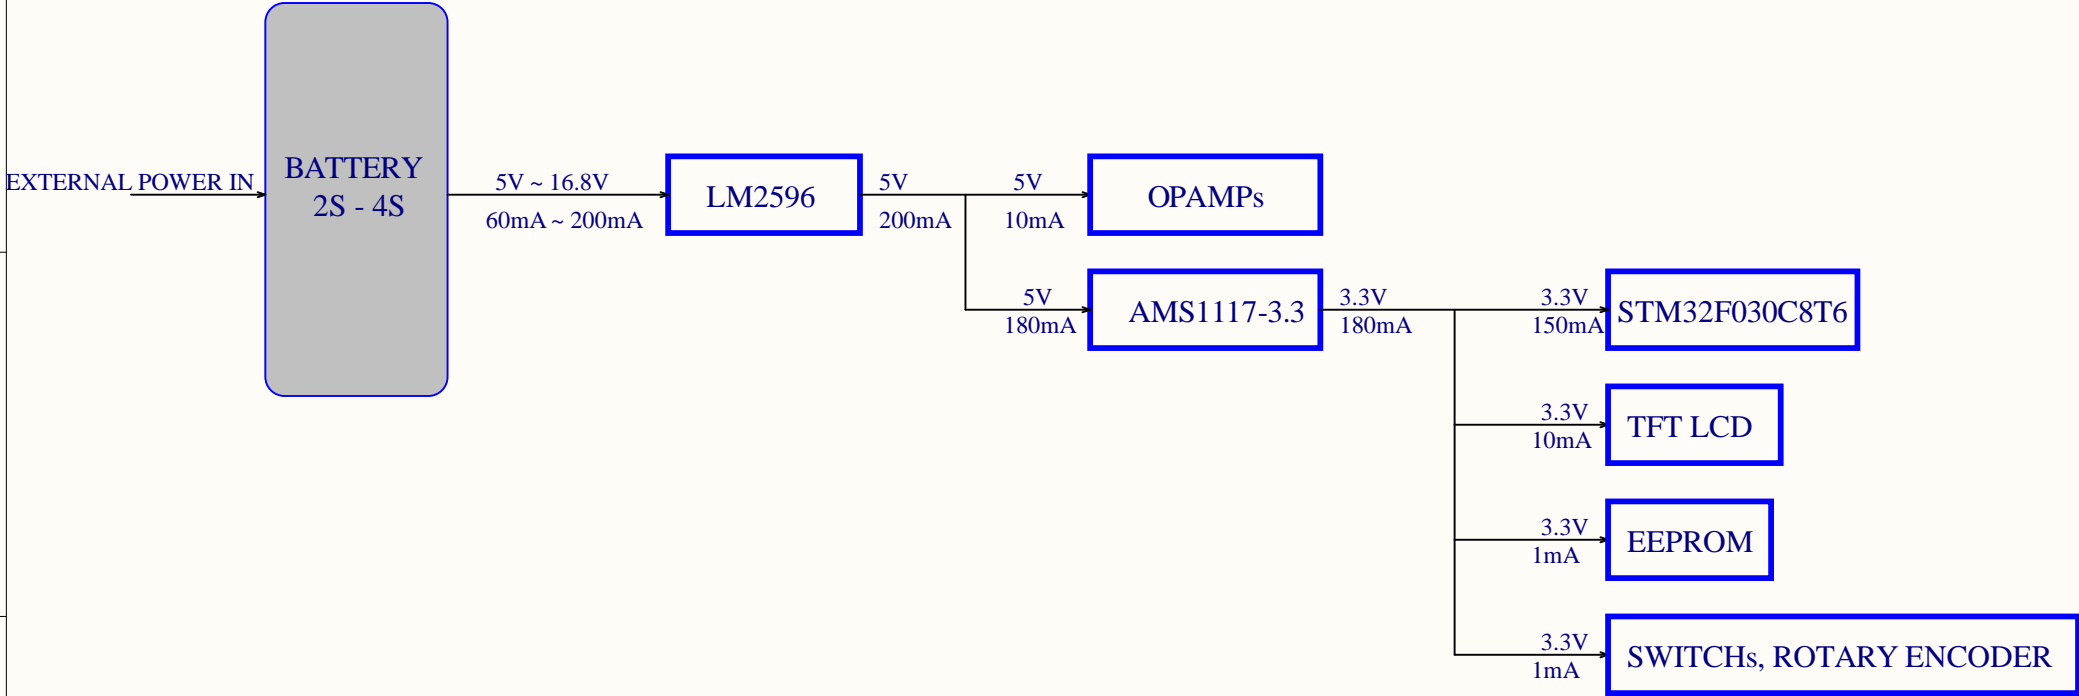 EXTERNAL POWER IN
BATTERY
2S - 4S
5V ~ 16.8V
60mA ~ 200mA
LM2596
5V
200mA
5V
10mA
OPAMPs
5V
180mA
AMS1117-3.3
3.3V
180mA
3.3V
150mA
STM32F030C8T6
3.3V
10mA
TFT LCD
3.3V
1mA
EEPROM
3.3V
1mA
SWITCHs, ROTARY ENCODER